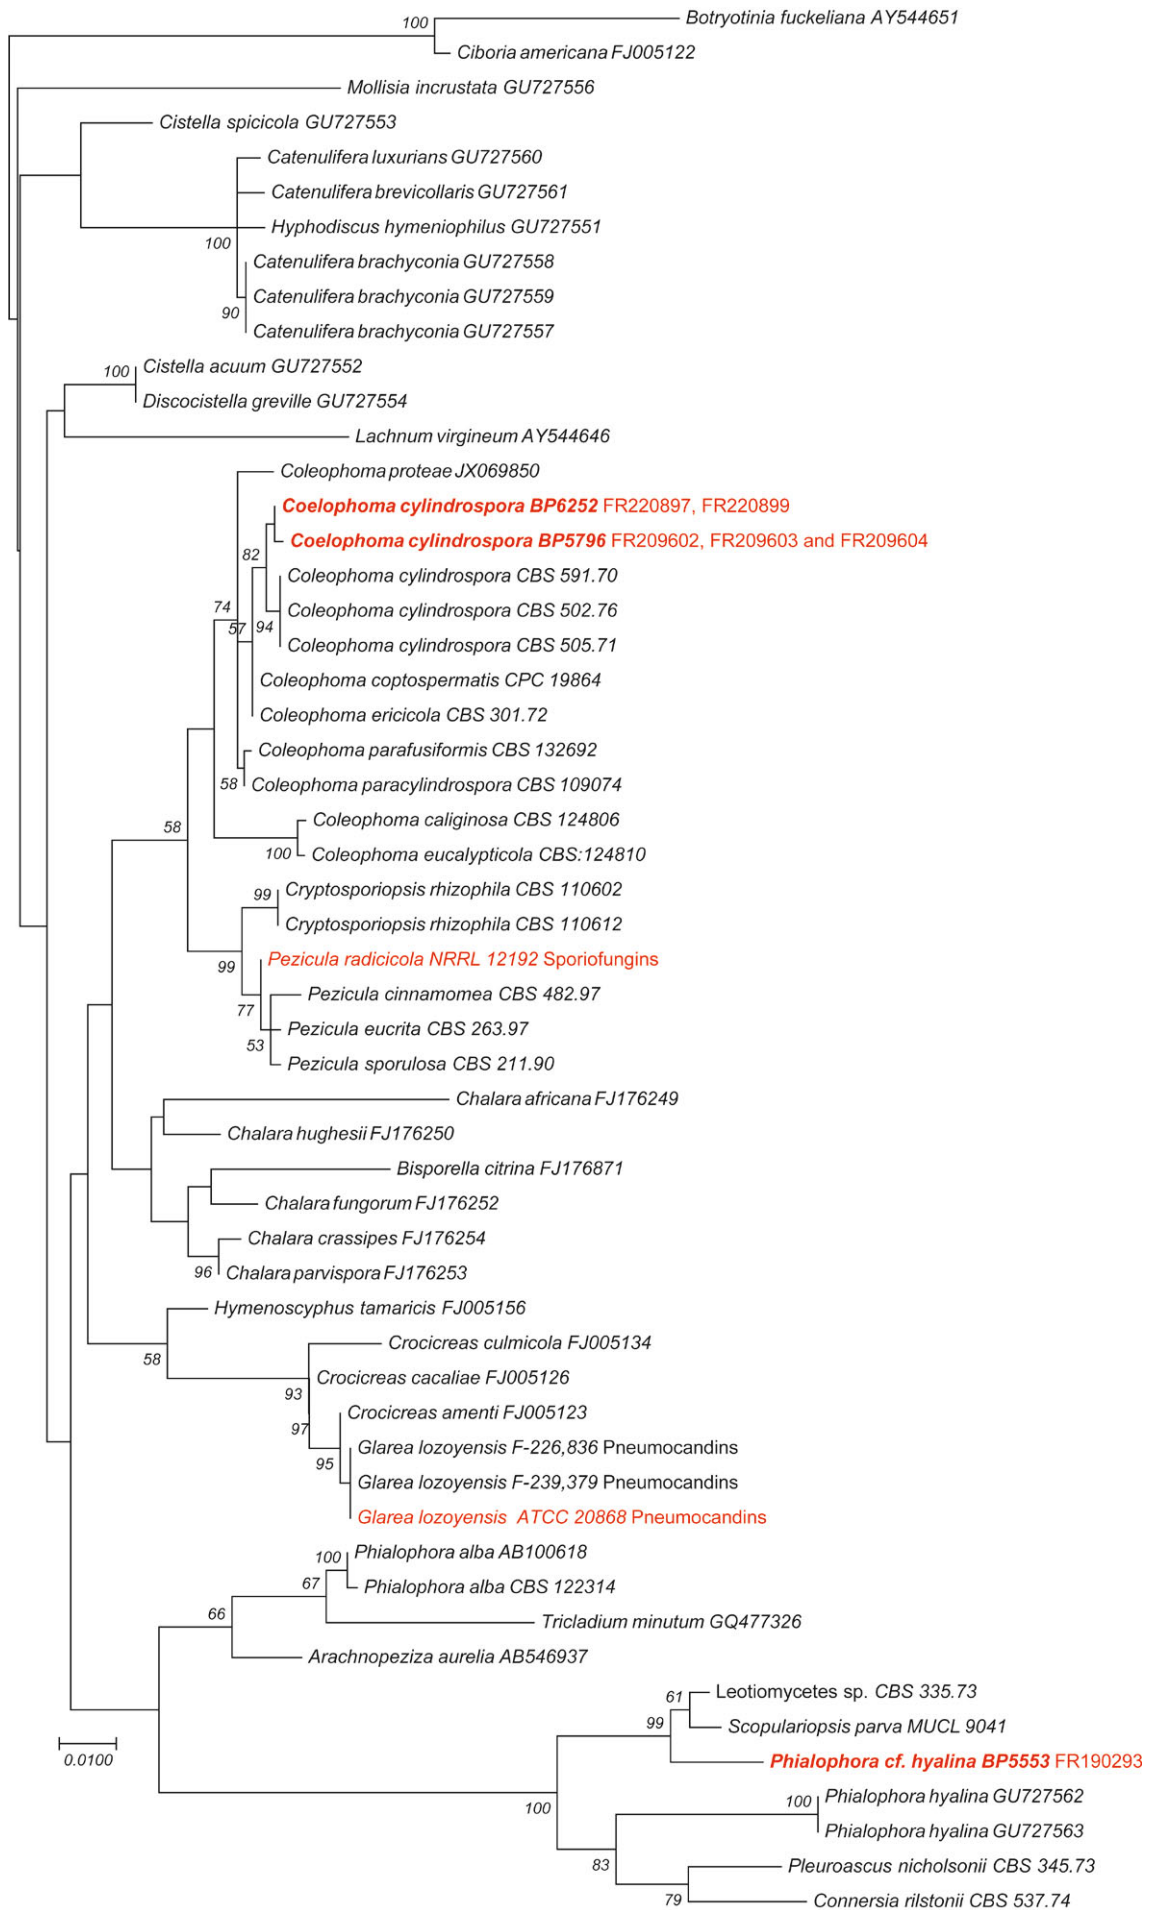 100
Botryotinia fuckeliana AY544651
Ciboria americana FJ005122
Mollisia incrustata GU727556
Cistella spicicola GU727553
Catenulifera luxurians GU727560
Catenulifera brevicollaris GU727561
Hyphodiscus hymeniophilus GU727551
100
Catenulifera brachyconia GU727558
Catenulifera brachyconia GU727559
90
Catenulifera brachyconia GU727557
100
Cistella acuum GU727552
Discocistella greville GU727554
Lachnum virgineum AY544646
Coleophoma proteae JX069850
Coelophoma cylindrospora BP6252 FR220897, FR220899
Coelophoma cylindrospora BP5796 FR209602, FR209603 and FR209604
82
Coleophoma cylindrospora CBS 591.70
74
Coleophoma cylindrospora CBS 502.76
57
94
Coleophoma cylindrospora CBS 505.71
Coleophoma coptospermatis CPC 19864
Coleophoma ericicola CBS 301.72
Coleophoma parafusiformis CBS 132692
58
Coleophoma paracylindrospora CBS 109074
Coleophoma caliginosa CBS 124806
58
100
Coleophoma eucalypticola CBS:124810
99
Cryptosporiopsis rhizophila CBS 110602
Cryptosporiopsis rhizophila CBS 110612
99
Pezicula radicicola NRRL 12192 Sporiofungins
Pezicula cinnamomea CBS 482.97
77
Pezicula eucrita CBS 263.97
53
Pezicula sporulosa CBS 211.90
Chalara africana FJ176249
Chalara hughesii FJ176250
Bisporella citrina FJ176871
Chalara fungorum FJ176252
Chalara crassipes FJ176254
96
Chalara parvispora FJ176253
Hymenoscyphus tamaricis FJ005156
58
Crocicreas culmicola FJ005134
Crocicreas cacaliae FJ005126
93
Crocicreas amenti FJ005123
97
Glarea lozoyensis F-226,836 Pneumocandins
95
Glarea lozoyensis F-239,379 Pneumocandins
Glarea lozoyensis ATCC 20868 Pneumocandins
100
Phialophora alba AB100618
67
Phialophora alba CBS 122314
66
Tricladium minutum GQ477326
Arachnopeziza aurelia AB546937
61
Leotiomycetes sp. CBS 335.73
99
Scopulariopsis parva MUCL 9041
0.0100
Phialophora cf. hyalina BP5553 FR190293
100
100
Phialophora hyalina GU727562
Phialophora hyalina GU727563
83
Pleuroascus nicholsonii CBS 345.73
79
Connersia rilstonii CBS 537.74